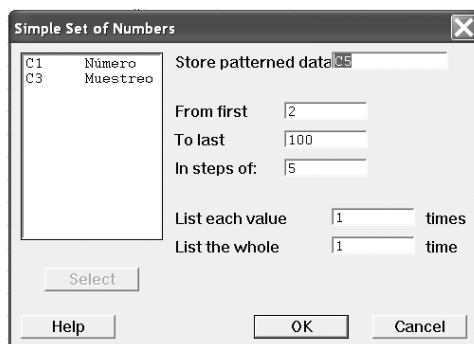 Simple Set of Numbers
C1 Número
C3 Muestreo
Store patterned data C5
From first 2
To last 100
In steps of: 5
List each value 1 times
List the whole 1 time
Select
Help OK Cancel